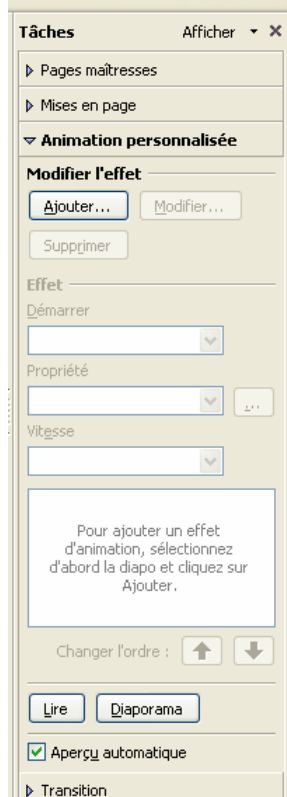 Tâches Afficher
Pages maîtresses
Mises en page
Animation personnalisée
Modifier l'effet
Ajouter... Modifier...
Supprimer
Effet
Démarrer
Propriété
...
Vitesse
Pour ajouter un effet
d'animation, sélectionnez
d'abord la diapo et cliquez sur
Ajouter.
Changer l'ordre :
Lire Diaporama
Aperçu automatique
Transition